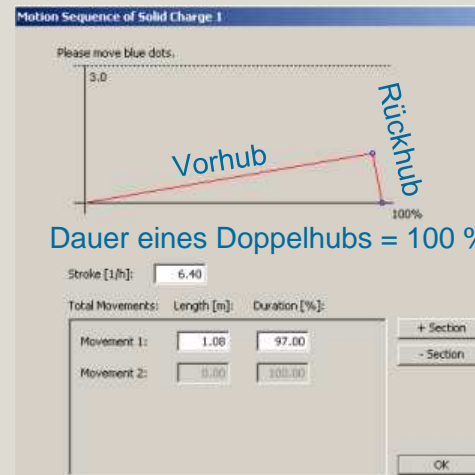 Motion Sequence of Solid Charge 1
Please move blue dots.
3.0
Vorhub
Rückhub
100%
Dauer eines Doppelhubs = 100 %
Stroke [1/h]: 6.40
Total Movements: Length [m]: Duration [%]:
Movement 1: 1.08 97.00
+ Section
Movement 2: 0.00 100.00
- Section
OK